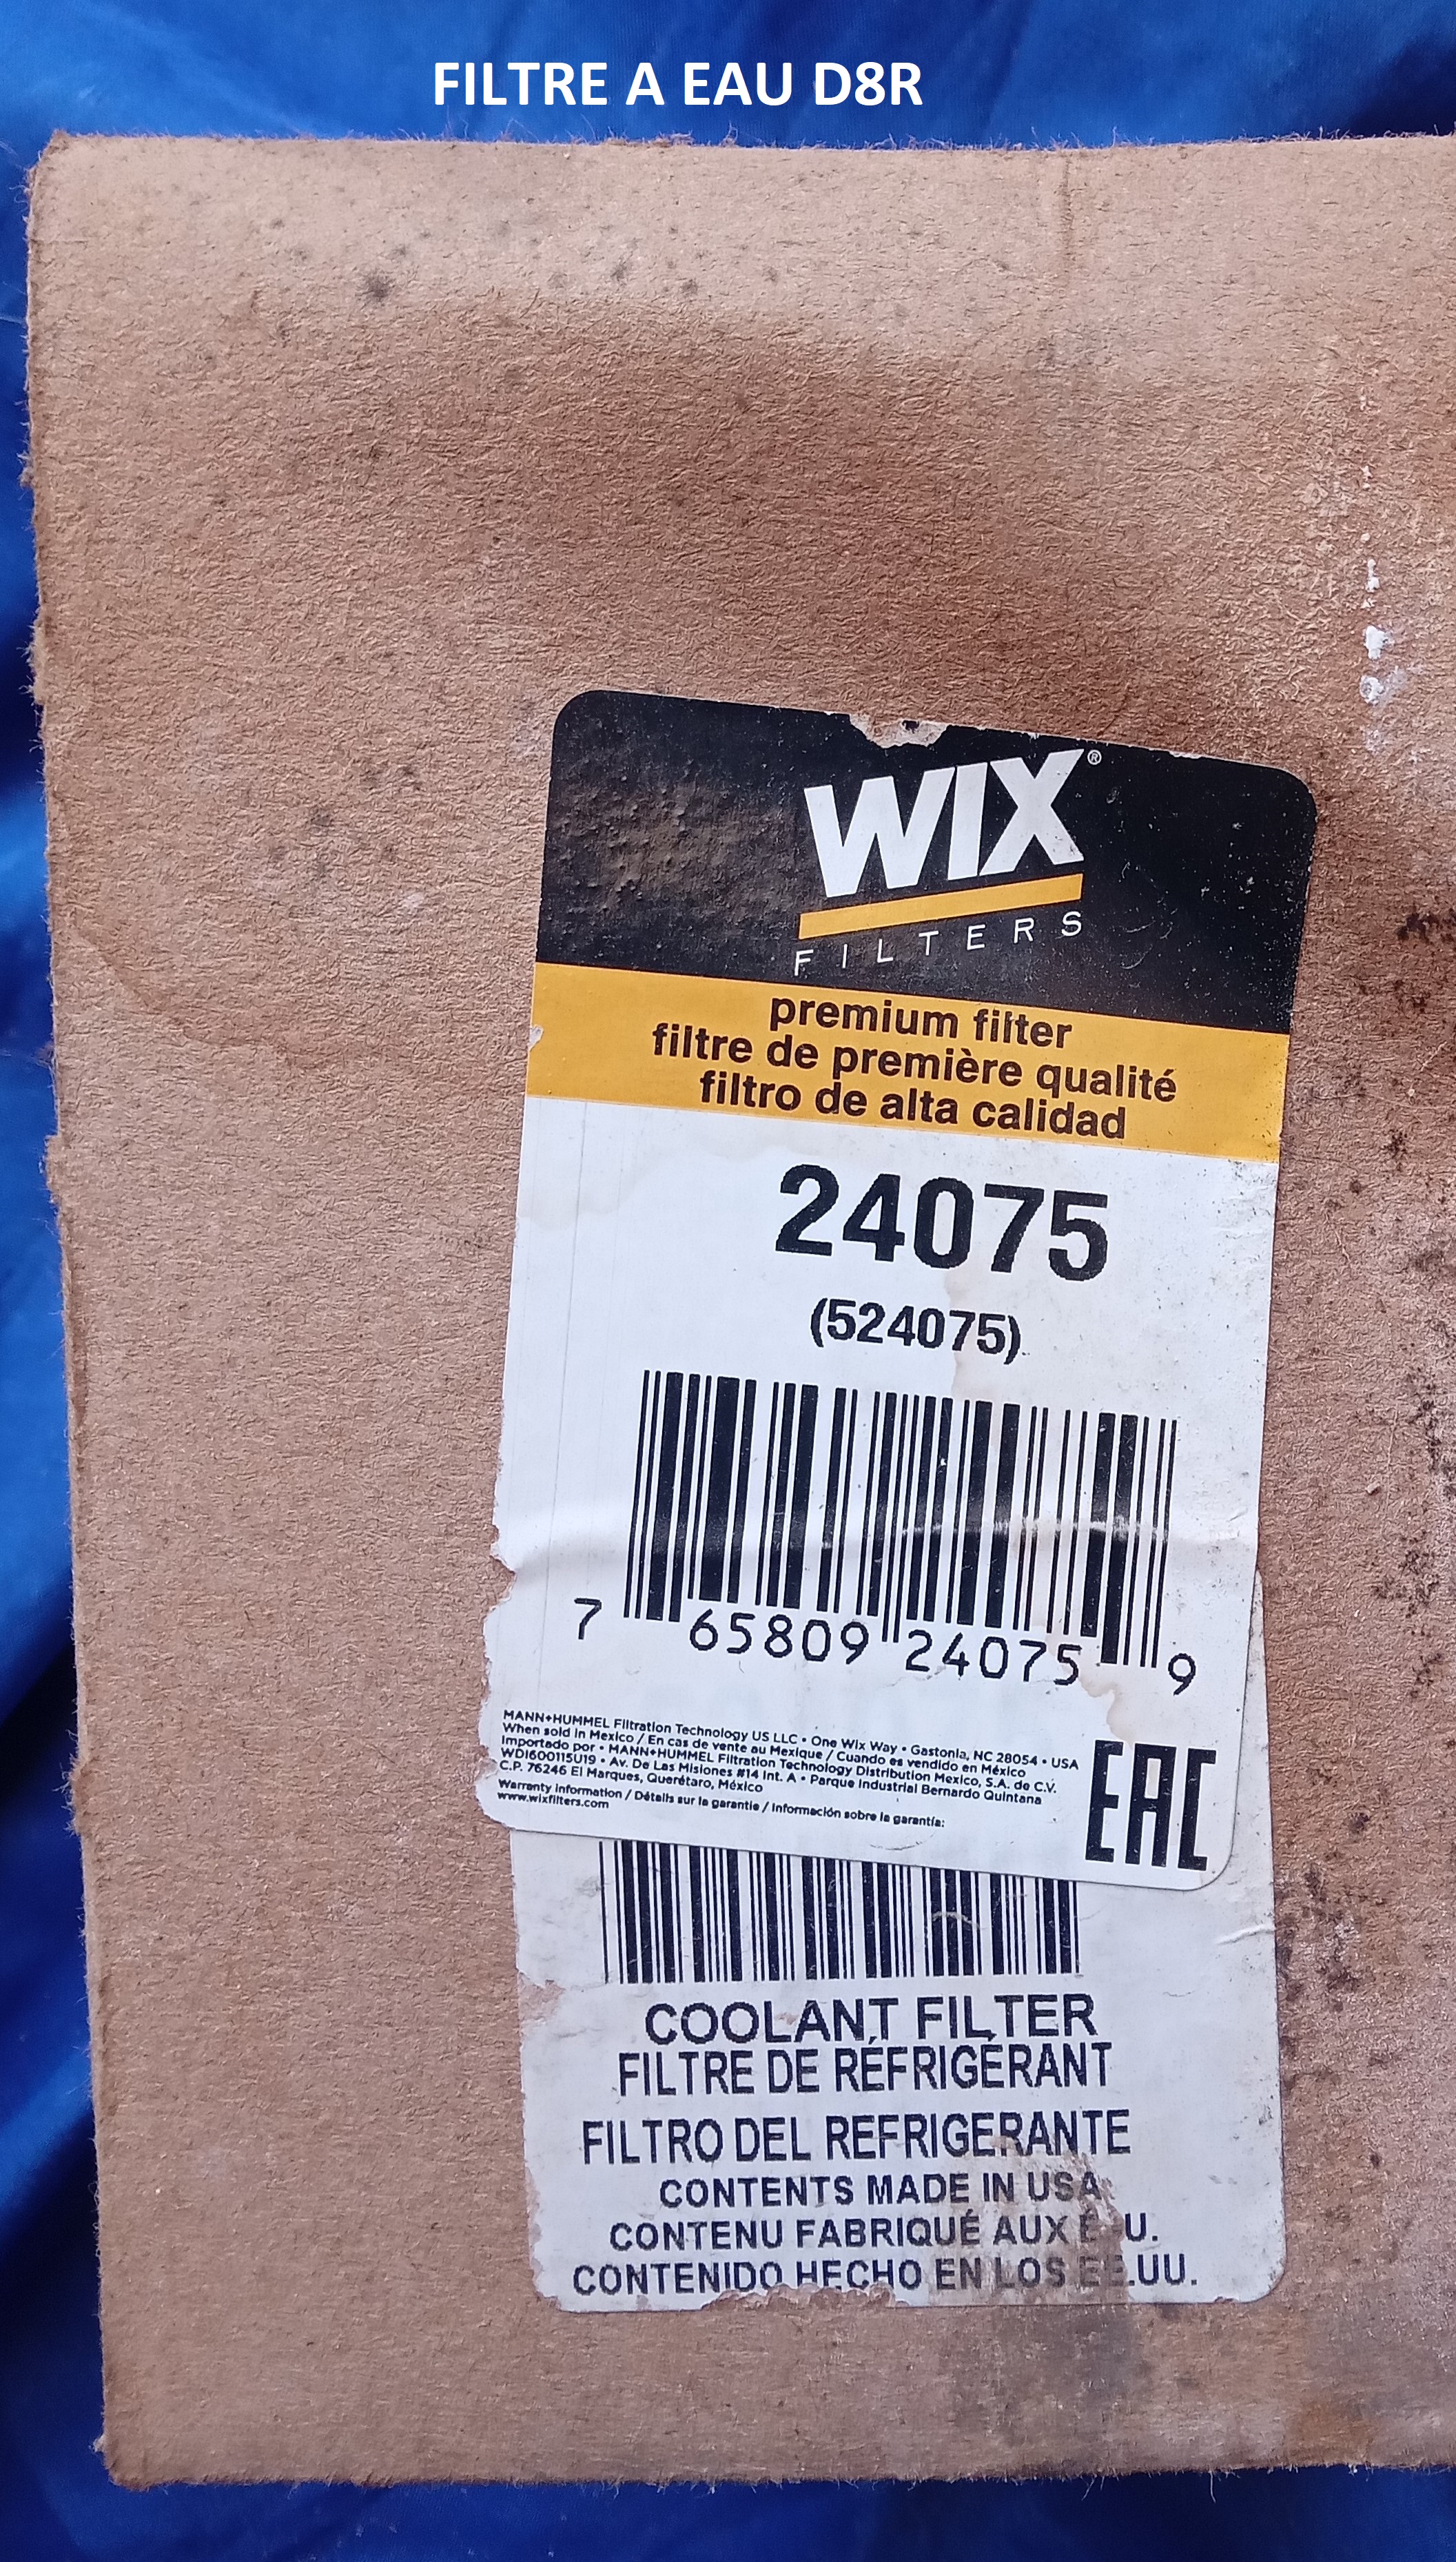 FILTRE A EAU D8R
WIX®
FILTERS
premium filter
filtre de première qualité
filtro de alta calidad
24075
(524075)
7 65809 24075 9
MANN+HUMMEL Filtration Technology US LLC • One Wix Way • Gastonia, NC 28054 • USA
When sold in Mexico / En cas de vente au Mexique / Cuando es vendido en México
Importado por • MANN+HUMMEL Filtration Technology Distribution Mexico, S.A. de C.V.
WDI600115U19 • Av. De Las Misiones #14 Int. A • Parque Industrial Bernardo Quintana
C.P. 76246 El Marques, Querétaro, México
Warranty information / Détails sur la garantie / Información sobre la garantía:
www.wixfilters.com
EAC
COOLANT FILTER
FILTRE DE RÉFRIGÉRANT
FILTRO DEL REFRIGERANTE
CONTENTS MADE IN USA
CONTENU FABRIQUÉ AUX É.U.
CONTENIDO HECHO EN LOS EE.UU.